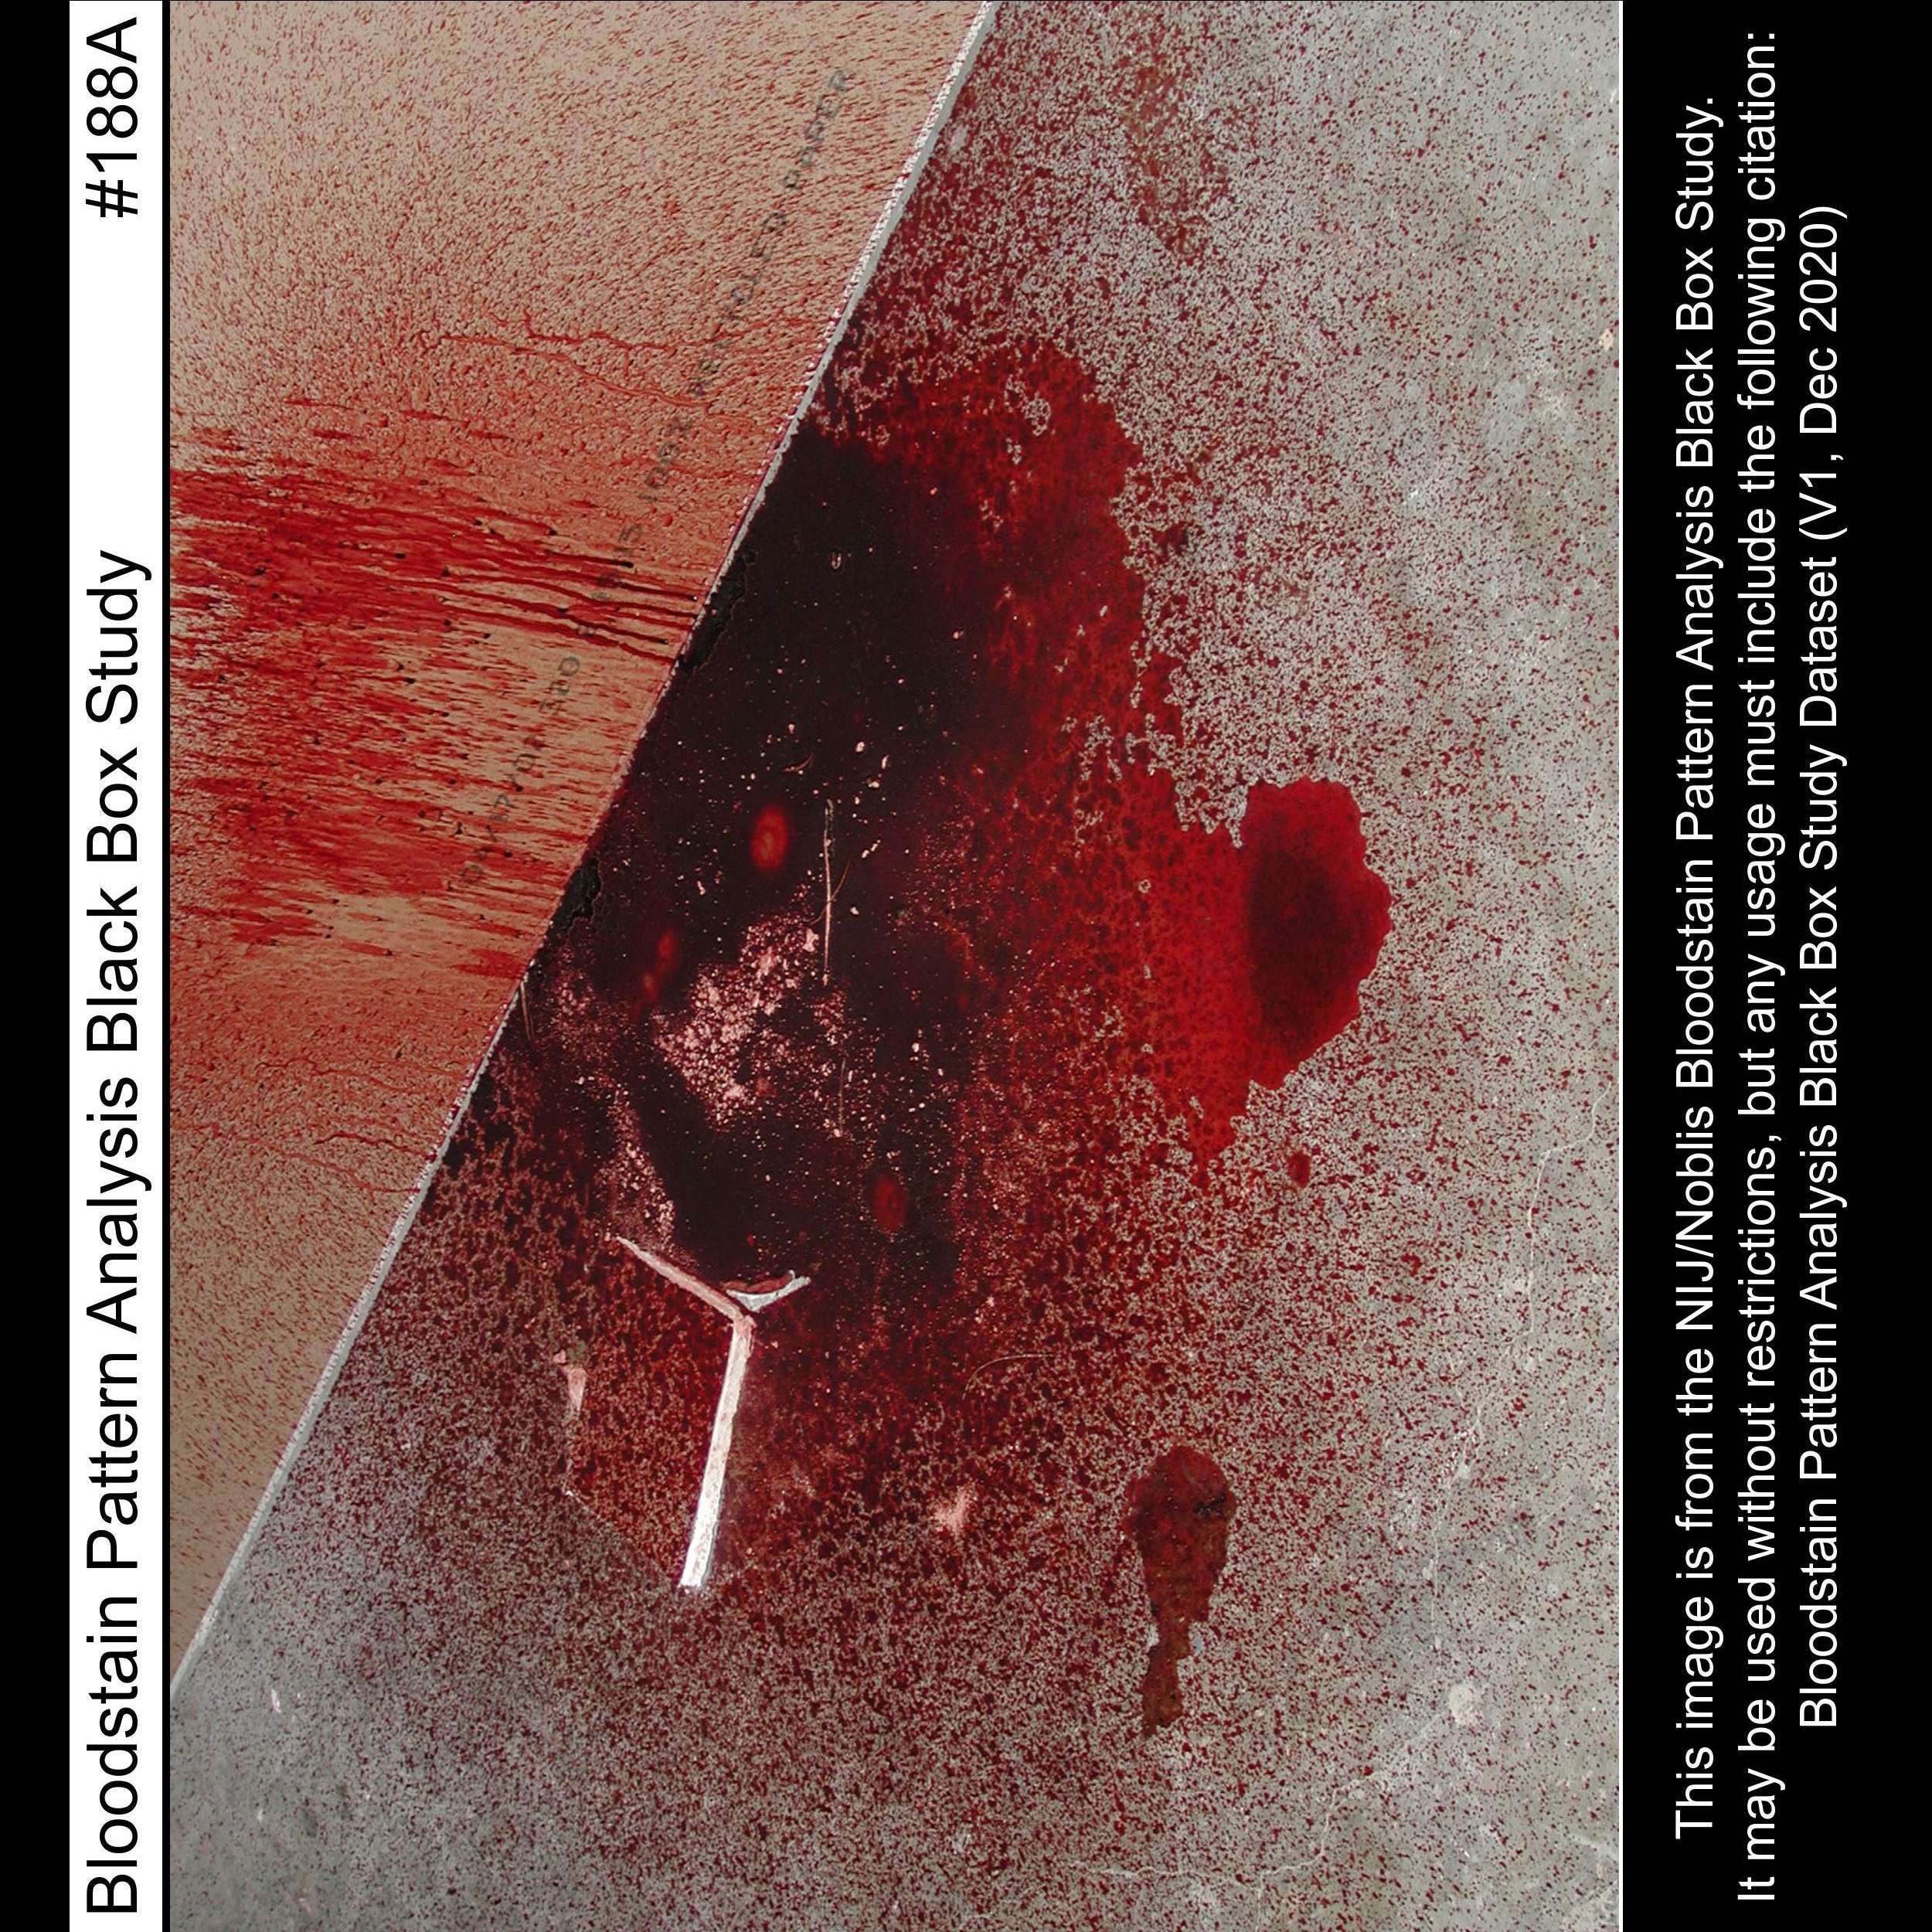 Bloodstain Pattern Analysis Black Box Study #188A
This image is from the NIJ/Noblis Bloodstain Pattern Analysis Black Box Study.
It may be used without restrictions, but any usage must include the following citation:
Bloodstain Pattern Analysis Black Box Study Dataset (V1, Dec 2020)